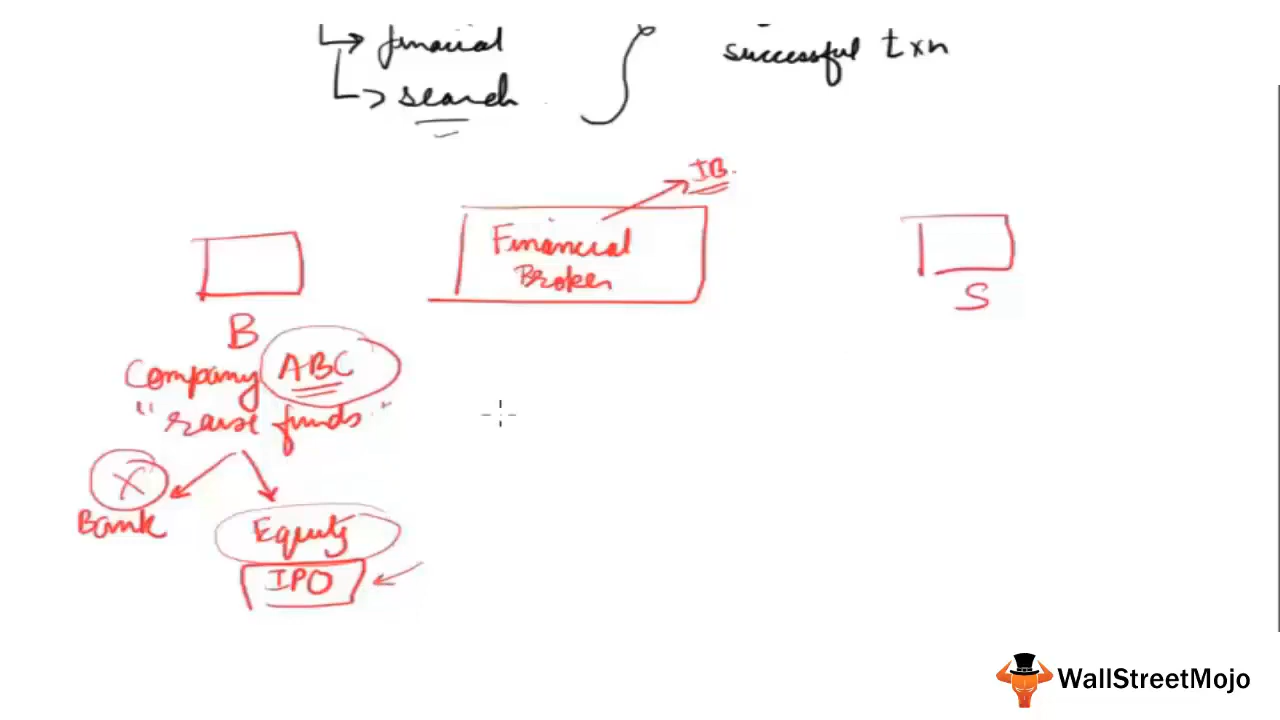 financial
successful txn
search
IB.
Financial
Broker
B
S
Company ABC
"raise funds"
X
Bank
Equity
IPO
WallStreetMojo